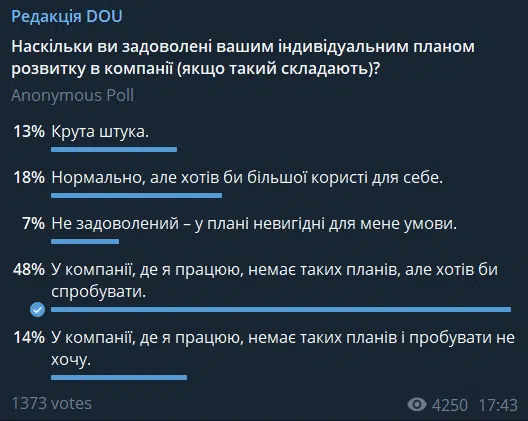 Редакція DOU
Наскільки ви задоволені вашим індивідуальним планом
розвитку в компанії (якщо такий складають)?
Anonymous Poll
13% Крута штука.
18% Нормально, але хотів би більшої користі для себе.
7% Не задоволений – у плані невигідні для мене умови.
48% У компанії, де я працюю, немає таких планів, але хотів би
спробувати.
14% У компанії, де я працюю, немає таких планів і пробувати не
хочу.
1373 votes 4250 17:43